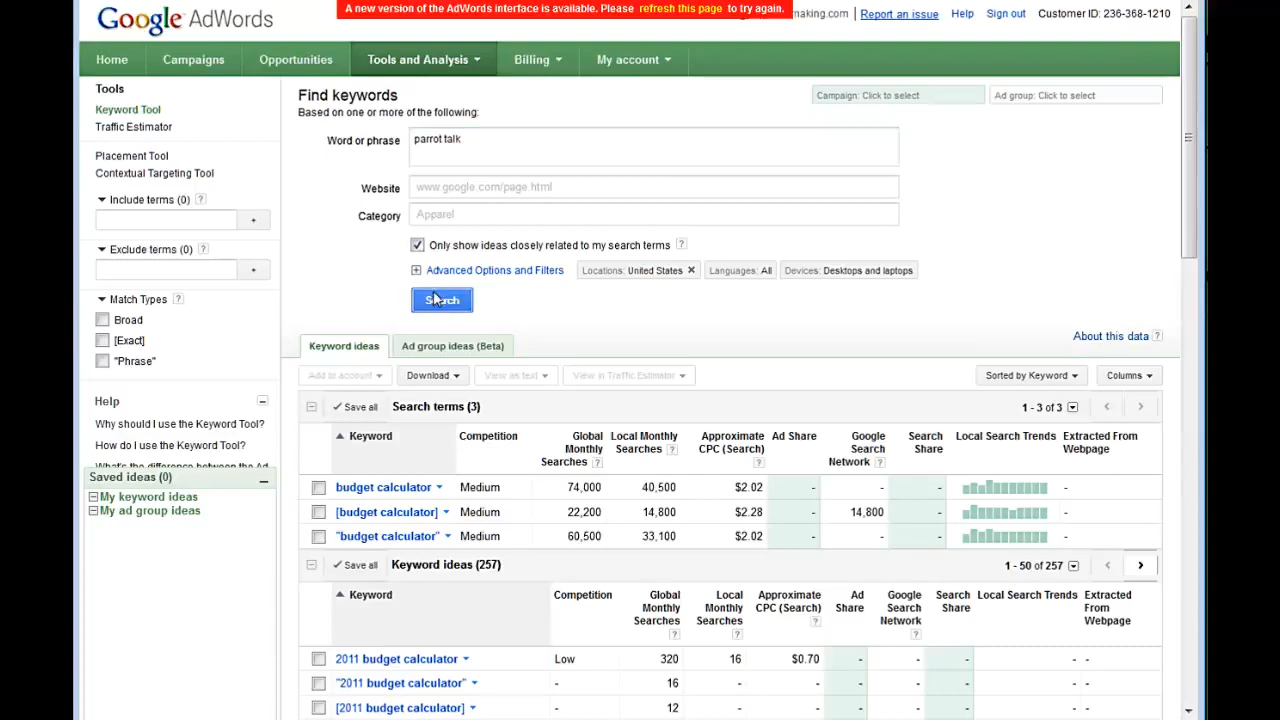 A new version of the AdWords interface is available. Please refresh this page to try again.
Google AdWords
making.com | Report an issue Help Sign out Customer ID: 236-368-1210
Home Campaigns Opportunities Tools and Analysis Billing My account
Tools
Keyword Tool
Traffic Estimator
Placement Tool
Contextual Targeting Tool
Include terms (0) ?
+
Exclude terms (0) ?
+
Match Types ?
Broad
[Exact]
"Phrase"
Help
Why should I use the Keyword Tool?
How do I use the Keyword Tool?
What's the difference between the Ad
Saved ideas (0)
My keyword ideas
My ad group ideas
Find keywords
Campaign: Click to select Ad group: Click to select
Based on one or more of the following:
Word or phrase parrot talk
Website www.google.com/page.html
Category Apparel
Only show ideas closely related to my search terms ?
Advanced Options and Filters Locations: United States × Languages: All Devices: Desktops and laptops
Search
About this data ?
Keyword ideas Ad group ideas (Beta)
Add to account Download View as text View in Traffic Estimator Sorted by Keyword Columns
Save all Search terms (3) 1 - 3 of 3
Keyword Competition Global Monthly Searches ? Local Monthly Searches ? Approximate CPC (Search) ? Ad Share Google Search Network ? Search Share Local Search Trends Extracted From Webpage
budget calculator Medium 74,000 40,500 $2.02 - - - -
[budget calculator] Medium 22,200 14,800 $2.28 - 14,800 - -
"budget calculator" Medium 60,500 33,100 $2.02 - - - -
Save all Keyword ideas (257) 1 - 50 of 257
Keyword Competition Global Monthly Searches ? Local Monthly Searches ? Approximate CPC (Search) ? Ad Share Google Search Network ? Search Share Local Search Trends Extracted From Webpage
2011 budget calculator Low 320 16 $0.70 - - - - -
"2011 budget calculator" - 16 - - - - - - -
[2011 budget calculator] - 12 - - - - - - -